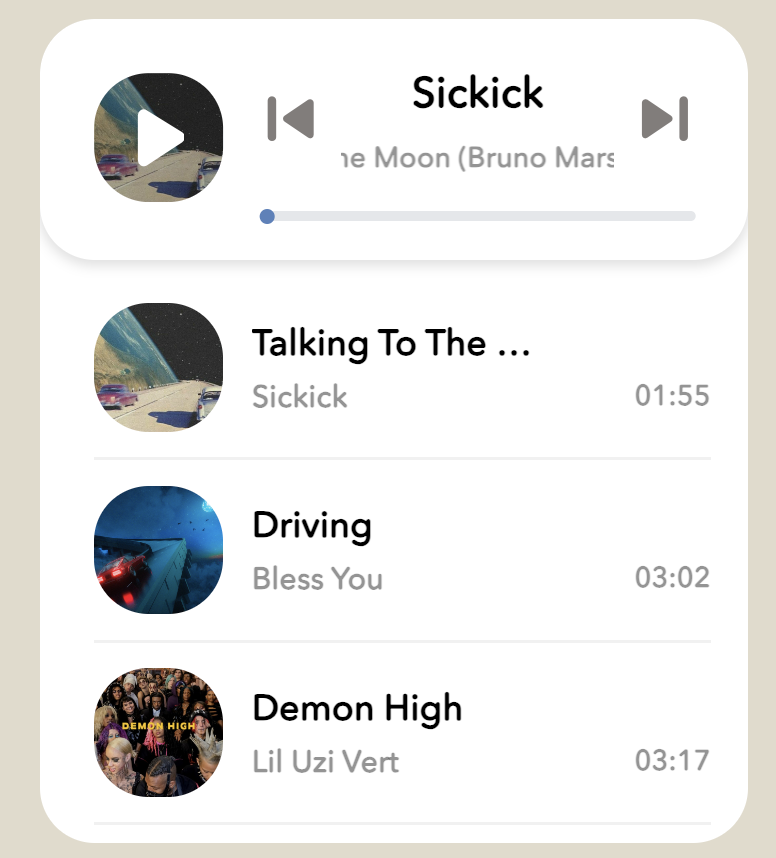 Sickick
he Moon (Bruno Mars
Talking To The ...
Sickick
01:55
Driving
Bless You
03:02
DEMON HIGH
Demon High
Lil Uzi Vert
03:17